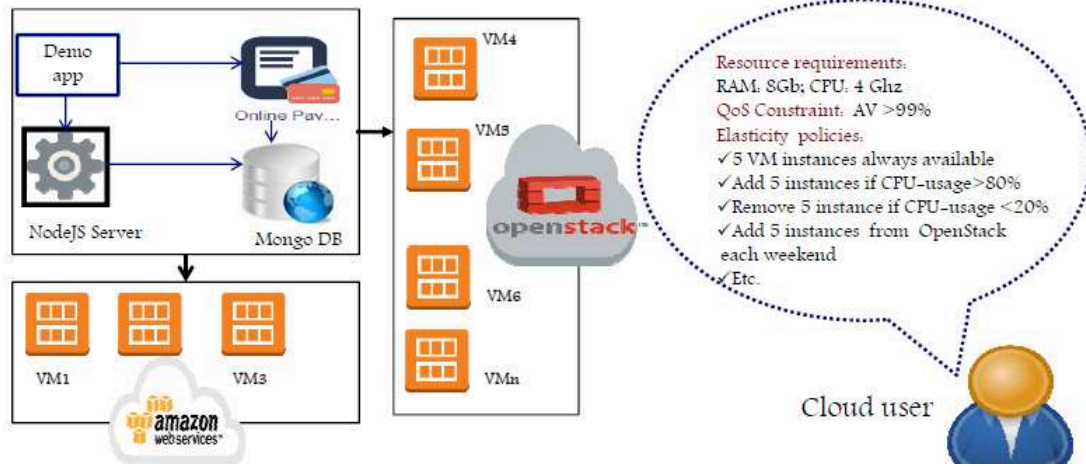 Demo
app
Online Pay...
NodeJS Server
Mongo DB
VM1
VM3
amazon
webservices™
VM4
VM5
openstack™
VM6
VMn
Resource requirements:
RAM: 8Gb; CPU: 4 Ghz
QoS Constraint: AV >99%
Elasticity policies:
✓5 VM instances always available
✓Add 5 instances if CPU-usage>80%
✓Remove 5 instance if CPU-usage <20%
✓Add 5 instances from OpenStack
each weekend
✓Etc.
Cloud user